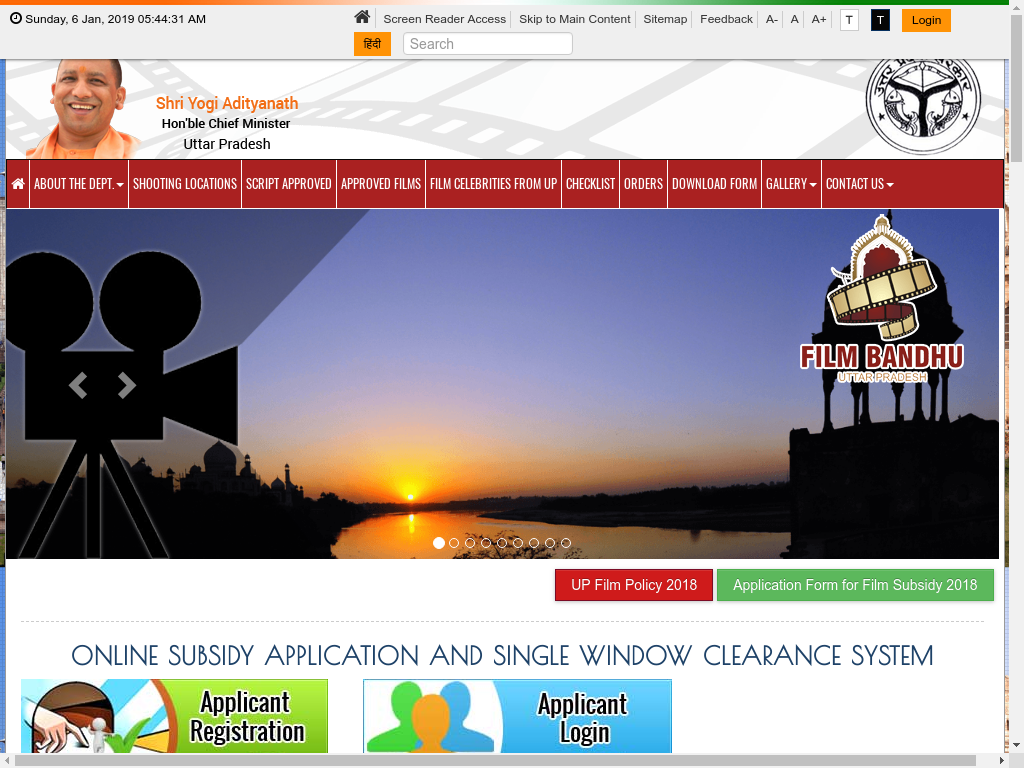 Sunday, 6 Jan, 2019 05:44:31 AM
Screen Reader Access
Skip to Main Content
Sitemap
Feedback
A-
A
A+
T
T
Login
हिंदी
Search
Shri Yogi Adityanath
Hon'ble Chief Minister
Uttar Pradesh
ABOUT THE DEPT.
SHOOTING LOCATIONS
SCRIPT APPROVED
APPROVED FILMS
FILM CELEBRITIES FROM UP
CHECKLIST
ORDERS
DOWNLOAD FORM
GALLERY
CONTACT US
FILM BANDHU
UTTAR PRADESH
UP Film Policy 2018
Application Form for Film Subsidy 2018
ONLINE SUBSIDY APPLICATION AND SINGLE WINDOW CLEARANCE SYSTEM
Applicant
Registration
Applicant
Login